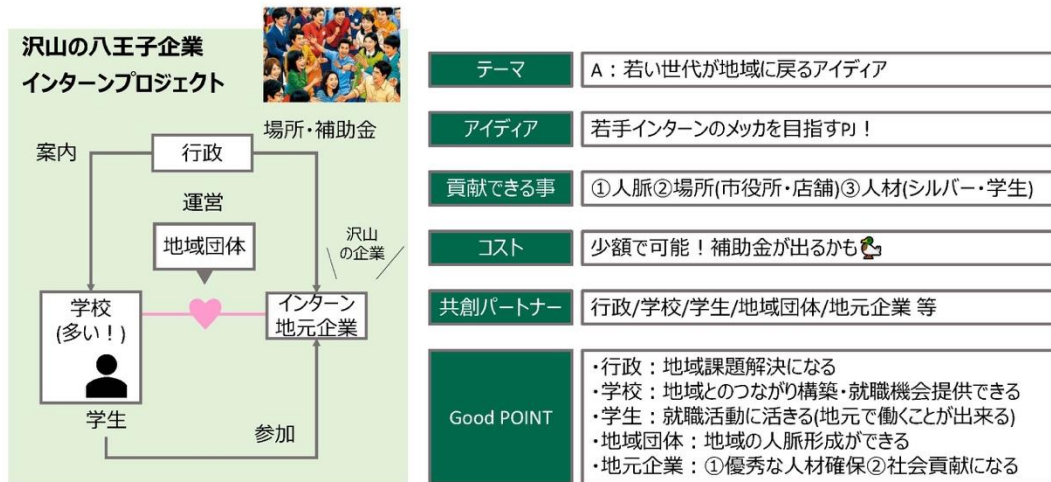 沢山の八王子企業
インターンプロジェクト
場所・補助金
案内
行政
運営
地域団体
沢山
の企業
学校
(多い！)
インターン
地元企業
学生
参加
テーマ
A：若い世代が地域に戻るアイディア
アイディア
若手インターンのメッカを目指すPJ！
貢献できる事
①人脈②場所(市役所・店舗)③人材(シルバー・学生)
コスト
少額で可能！補助金が出るかも
共創パートナー
行政/学校/学生/地域団体/地元企業 等
Good POINT
・行政：地域課題解決になる
・学校：地域とのつながり構築・就職機会提供できる
・学生：就職活動に活きる(地元で働くことが出来る)
・地域団体：地域の人脈形成ができる
・地元企業：①優秀な人材確保②社会貢献になる